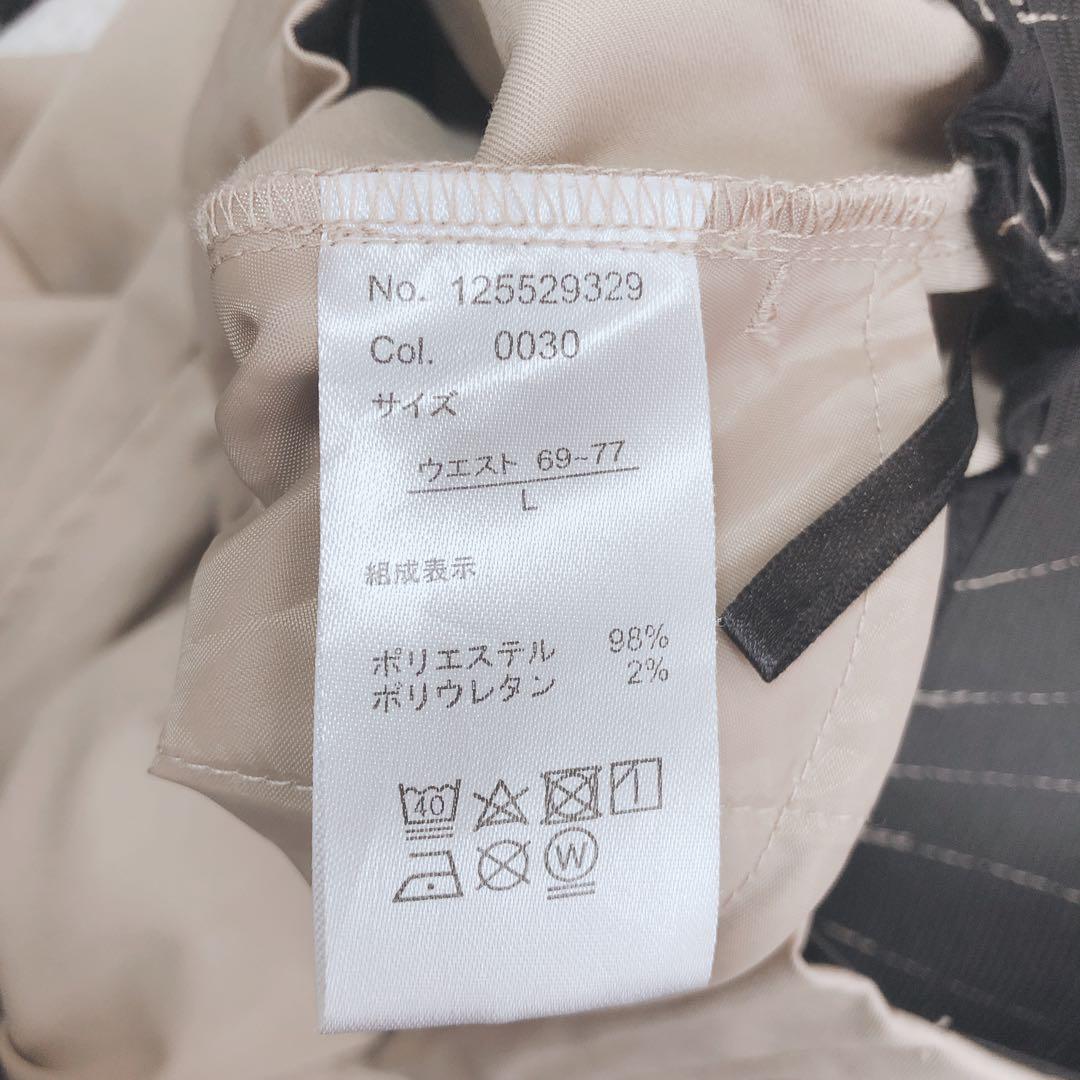 No. 125529329
Col. 0030
サイズ
ウエスト 69~77
L
組成表示
ポリエステル 98%
ポリウレタン 2%
40
W